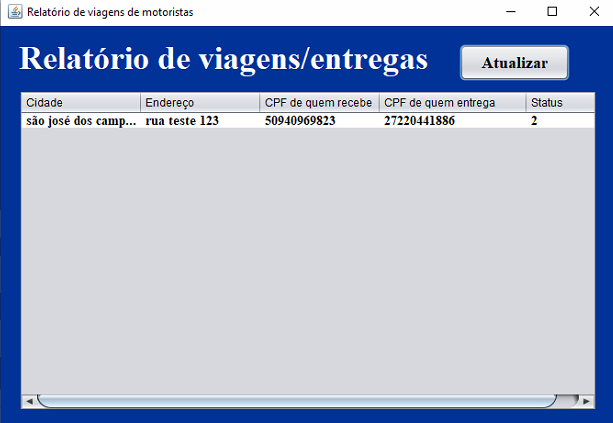 Relatório de viagens de motoristas
Relatório de viagens/entregas Atualizar
Cidade Endereço CPF de quem recebe CPF de quem entrega Status
são josé dos camp... rua teste 123 50940969823 27220441886 2